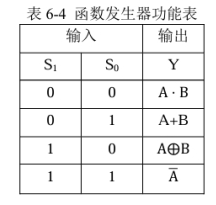 表 6-4 函数发生器功能表
输入 输出
S₁ S₀ Y
0 0 A · B
0 1 A+B
1 0 A⊕B
1 1 A̅